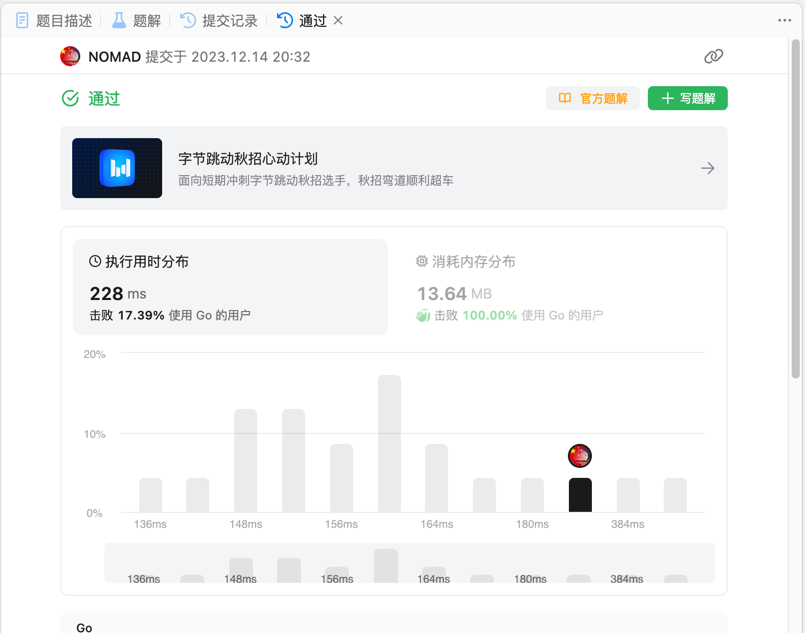 题目描述 题解 提交记录 通过
NOMAD 提交于 2023.12.14 20:32
通过
官方题解 写题解
字节跳动秋招心动计划
面向短期冲刺字节跳动秋招选手，秋招弯道顺利超车
执行用时分布
228 ms
击败 17.39% 使用 Go 的用户
消耗内存分布
13.64 MB
击败 100.00% 使用 Go 的用户
20%
10%
0%
136ms 148ms 156ms 164ms 180ms 384ms
136ms 148ms 156ms 164ms 180ms 384ms
Go